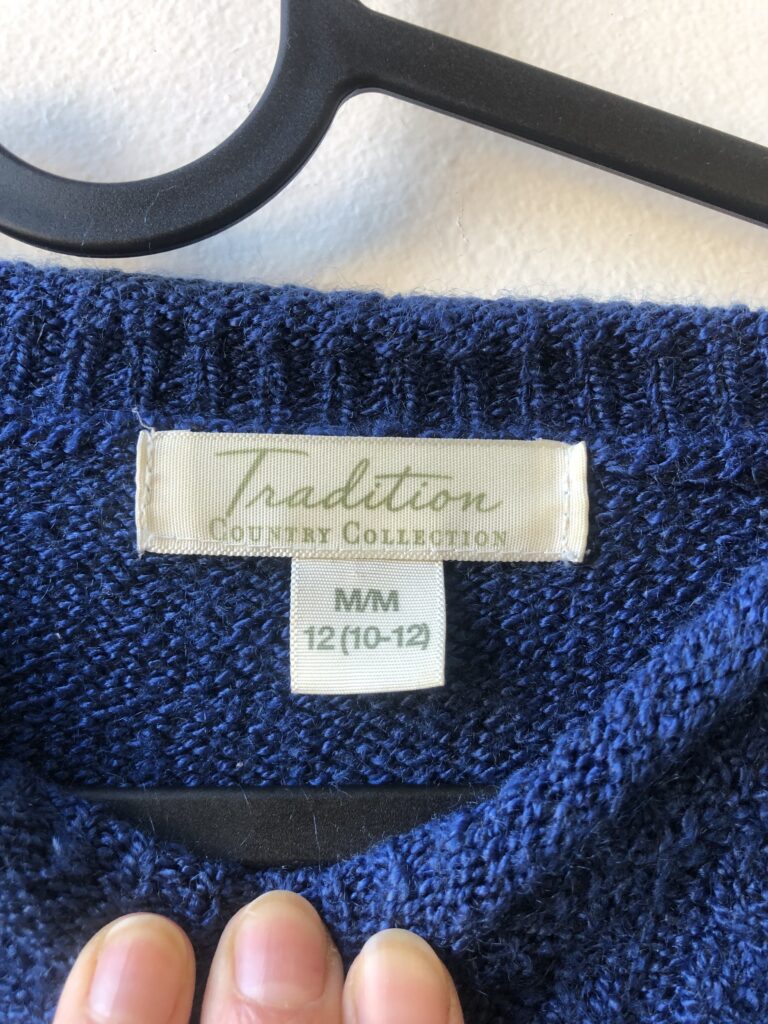 Tradition
COUNTRY COLLECTION
M/M
12 (10-12)